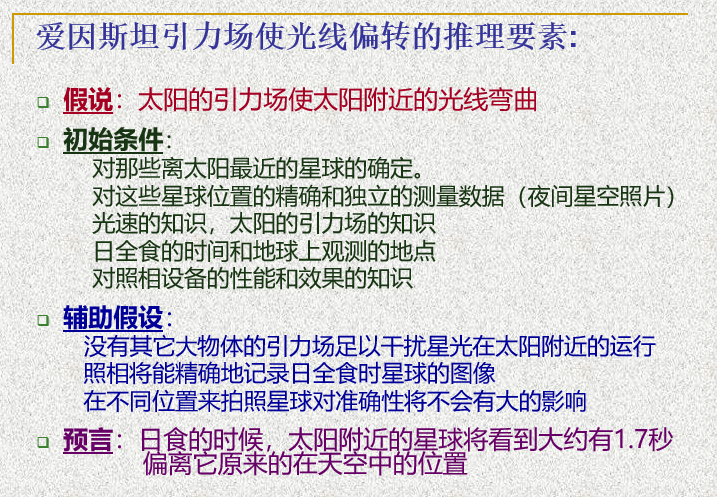 爱因斯坦引力场使光线偏转的推理要素:
假说：太阳的引力场使太阳附近的光线弯曲
初始条件：
对那些离太阳最近的星球的确定。
对这些星球位置的精确和独立的测量数据（夜间星空照片）
光速的知识，太阳的引力场的知识
日全食的时间和地球上观测的地点
对照相设备的性能和效果的知识
辅助假设：
没有其它大物体的引力场足以干扰星光在太阳附近的运行
照相将能精确地记录日全食时星球的图像
在不同位置来拍照星球对准确性将不会有大的影响
预言：日食的时候，太阳附近的星球将看到大约有1.7秒
偏离它原来的在天空中的位置